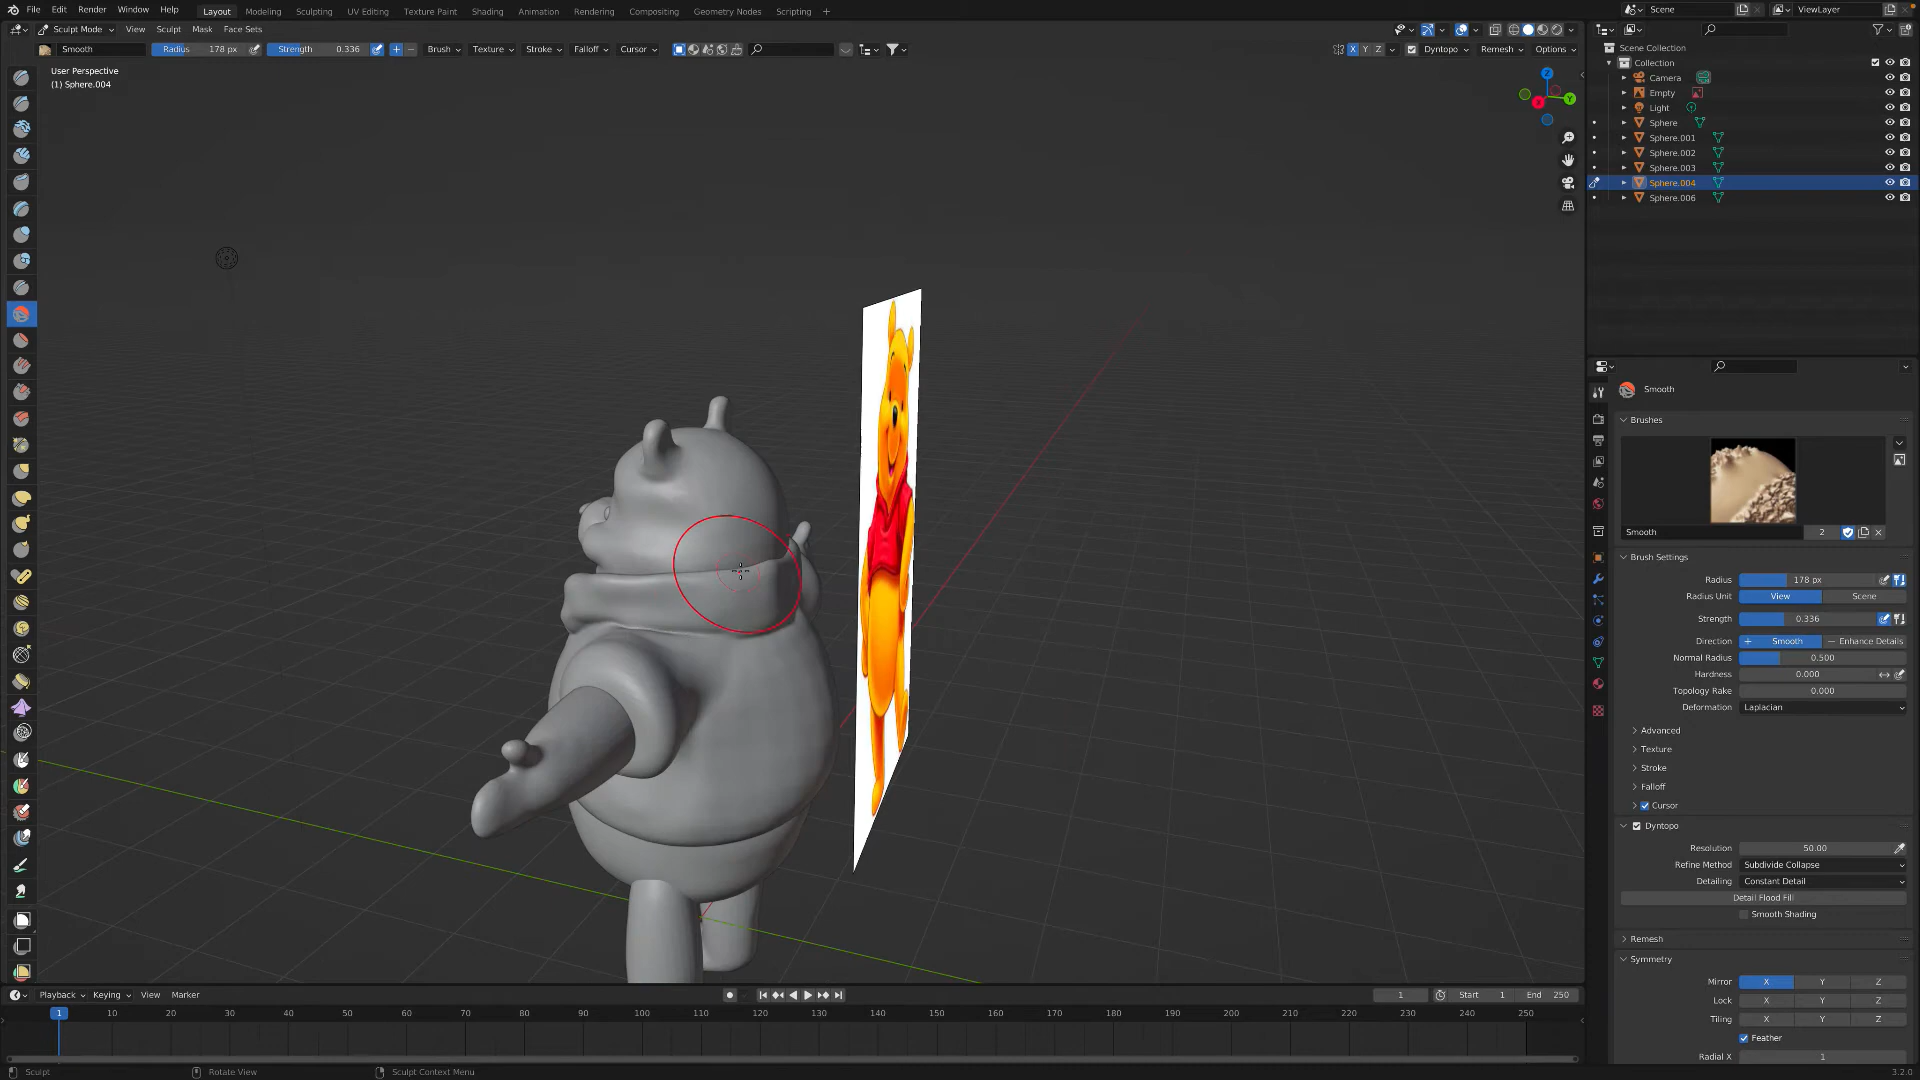 File Edit Render Window Help Layout Modeling Sculpting UV Editing Texture Paint Shading Animation Rendering Compositing Geometry Nodes Scripting + Scene ViewLayer
Sculpt Mode View Sculpt Mask Face Sets
Smooth Radius 178 px Strength 0.336 + − Brush Texture Stroke Falloff Cursor X Y Z Dyntopo Remesh Options
User Perspective
(1) Sphere.004
Z
Y
X
Scene Collection
Collection
Camera
Empty
Light
Sphere
Sphere.001
Sphere.002
Sphere.003
Sphere.004
Sphere.006
Smooth
Brushes
Smooth 2
Brush Settings
Radius 178 px
Radius Unit View Scene
Strength 0.336
Direction + Smooth − Enhance Details
Normal Radius 0.500
Hardness 0.000
Topology Rake 0.000
Deformation Laplacian
Advanced
Texture
Stroke
Falloff
Cursor
Dyntopo
Resolution 50.00
Refine Method Subdivide Collapse
Detailing Constant Detail
Detail Flood Fill
Smooth Shading
Remesh
Symmetry
Mirror X Y Z
Lock X Y Z
Tiling X Y Z
Feather
Radial X 1
Playback Keying View Marker 1 Start 1 End 250
1 10 20 30 40 50 60 70 80 90 100 110 120 130 140 150 160 170 180 190 200 210 220 230 240 250
Sculpt Rotate View Sculpt Context Menu 3.2.0